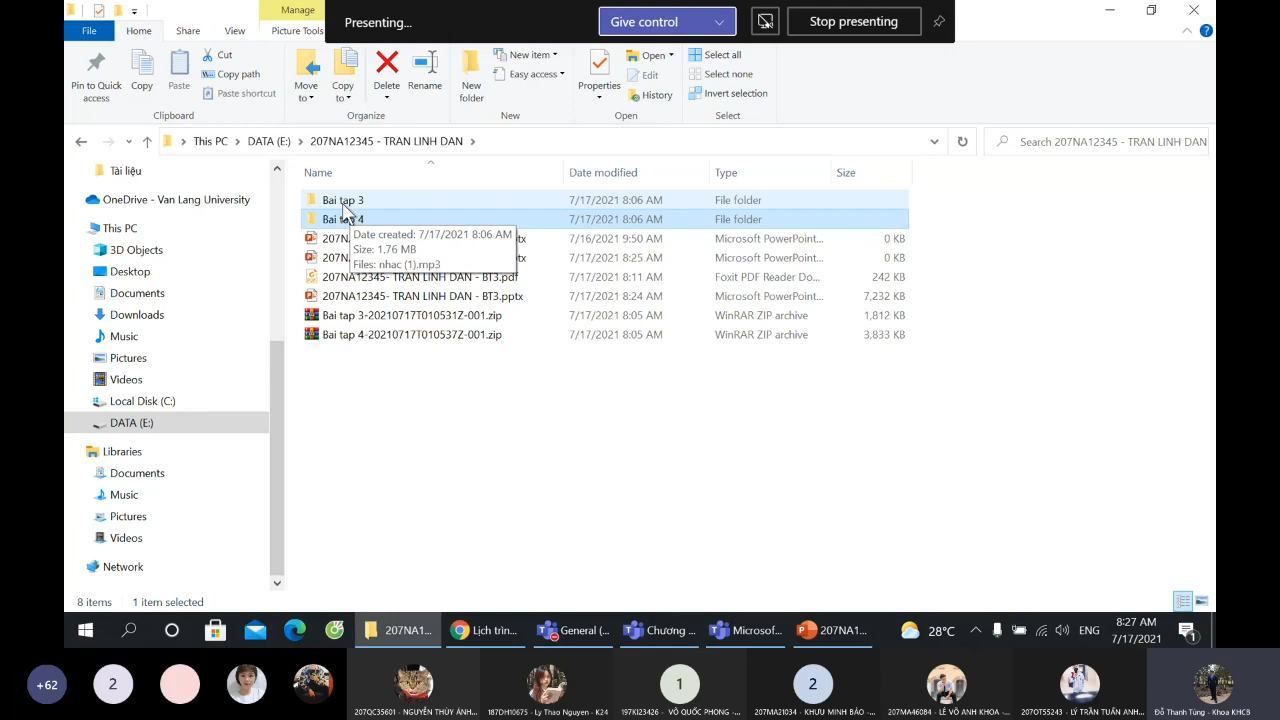 Manage
Presenting...
Give control
Stop presenting
File
Home
Share
View
Picture Tools
Pin to Quick access
Copy
Paste
Cut
Copy path
Paste shortcut
Clipboard
Move to
Copy to
Delete
Rename
Organize
New folder
New item
Easy access
New
Properties
Open
Edit
History
Open
Select all
Select none
Invert selection
Select
This PC > DATA (E:) > 207NA12345 - TRAN LINH DAN >
Search 207NA12345 - TRAN LINH DAN
Tài liệu
OneDrive - Van Lang University
This PC
3D Objects
Desktop
Documents
Downloads
Music
Pictures
Videos
Local Disk (C:)
DATA (E:)
Libraries
Documents
Music
Pictures
Videos
Network
Name Date modified Type Size
Bai tap 3 7/17/2021 8:06 AM File folder
Bai tap 4 7/17/2021 8:06 AM File folder
207N. tx 7/16/2021 9:50 AM Microsoft PowerPoint... 0 KB
207N. tx 7/17/2021 8:25 AM Microsoft PowerPoint... 0 KB
207NA12345- TRAN LINH DAN - BT3.pdf 7/17/2021 8:11 AM Foxit PDF Reader Do... 242 KB
207NA12345- TRAN LINH DAN - BT3.pptx 7/17/2021 8:24 AM Microsoft PowerPoint... 7,232 KB
Bai tap 3-20210717T010531Z-001.zip 7/17/2021 8:05 AM WinRAR ZIP archive 1,812 KB
Bai tap 4-20210717T010537Z-001.zip 7/17/2021 8:05 AM WinRAR ZIP archive 3,833 KB
Date created: 7/17/2021 8:06 AM
Size: 1.76 MB
Files: nhac (1).mp3
8 items 1 item selected
207NA1...
Lịch trìn...
General (...
Chương ...
Microsof...
207NA1...
28°C
ENG
8:27 AM
7/17/2021
1
+62
2
1
2
207QC35601 - NGUYỄN THÙY ÁNH...
187DH10675 - Ly Thao Nguyen - K24
197KI23426 - VÕ QUỐC PHONG -...
207MA21034 - KHƯU MINH BẢO -...
207MA46084 - LÊ VÕ ANH KHOA -...
207OT55243 - LÝ TRẦN TUẤN ANH...
Đỗ Thanh Tùng - Khoa KHCB